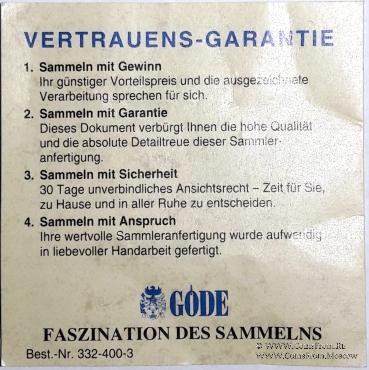 VERTRAUENS-GARANTIE
1. Sammeln mit Gewinn
Ihr günstiger Vorteilspreis und die ausgezeichnete
Verarbeitung sprechen für sich.
2. Sammeln mit Garantie
Dieses Dokument verbürgt Ihnen die hohe Qualität
und die absolute Detailtreue dieser Sammler-
anfertigung.
3. Sammeln mit Sicherheit
30 Tage unverbindliches Ansichtsrecht – Zeit für Sie,
zu Hause und in aller Ruhe zu entscheiden.
4. Sammeln mit Anspruch
Ihre wertvolle Sammleranfertigung wurde aufwendig
in liebevoller Handarbeit gefertigt.
GÖDE
FASZINATION DES SAMMELNS
Best.-Nr. 332-400-3
© www.CoinsFrom.Ru
www.CoinsFrom.Moscow